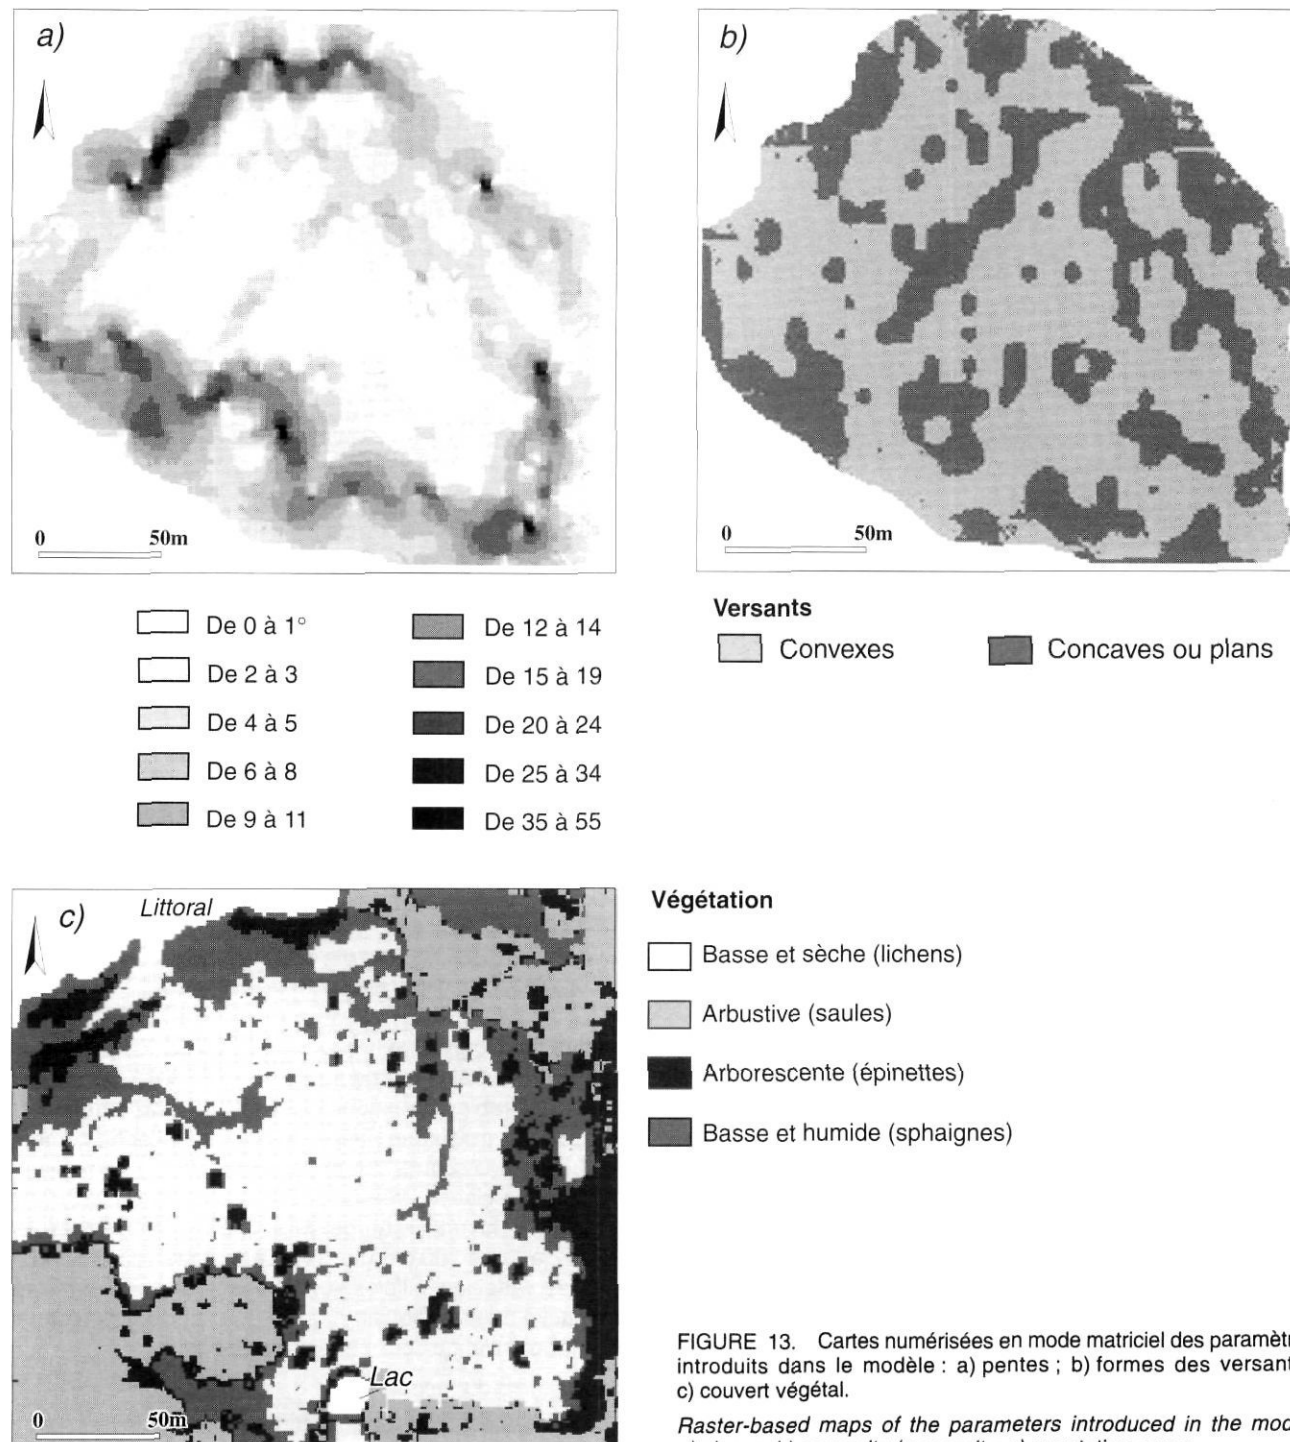 a)
0 50m
b)
0 50m
De 0 à 1°
De 2 à 3
De 4 à 5
De 6 à 8
De 9 à 11
De 12 à 14
De 15 à 19
De 20 à 24
De 25 à 34
De 35 à 55
Versants
Convexes
Concaves ou plans
c)
Littoral
Lac
0 50m
Végétation
Basse et sèche (lichens)
Arbustive (saules)
Arborescente (épinettes)
Basse et humide (sphaignes)
FIGURE 13. Cartes numérisées en mode matriciel des paramètr
introduits dans le modèle : a) pentes ; b) formes des versant
c) couvert végétal.
Raster-based maps of the parameters introduced in the mod